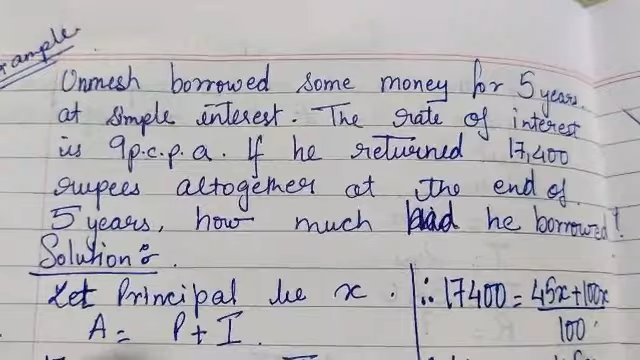 Example
Unmesh borrowed some money for 5 years.
at simple interest. The rate of interest
is 9p.c.p.a. If he returned 17,400
rupees altogether at the end of
5 years, how much had he borrowed?
Solution :-
Let Principal be x.
A = P + I.
∴ 17400 = 45x+100x / 100